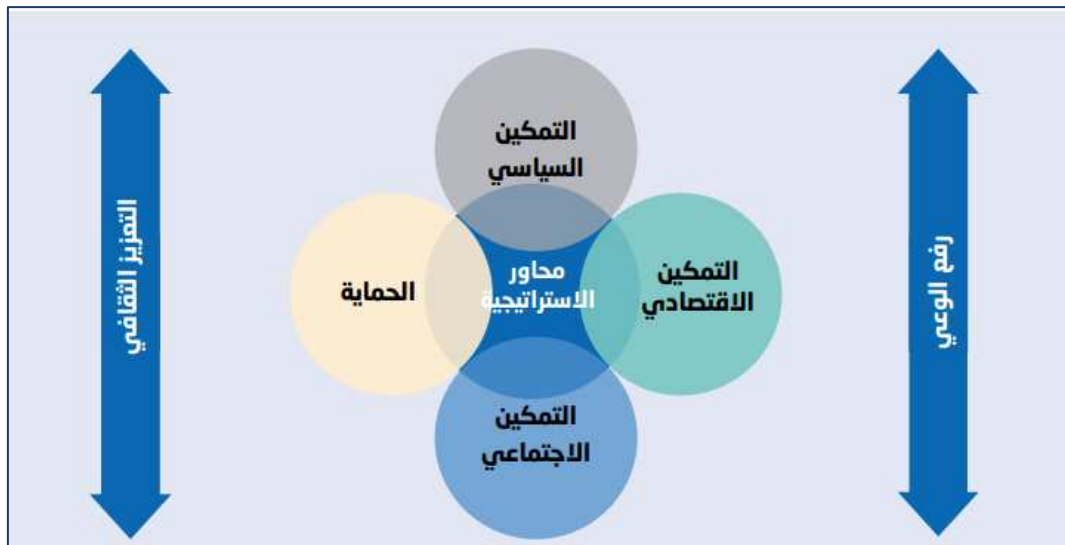 التمكين
السياسي
رفع الوعي
التمكين
الاقتصادي
محاور
الاستراتيجية
الحماية
التعزيز الثقافي
التمكين
الاجتماعي